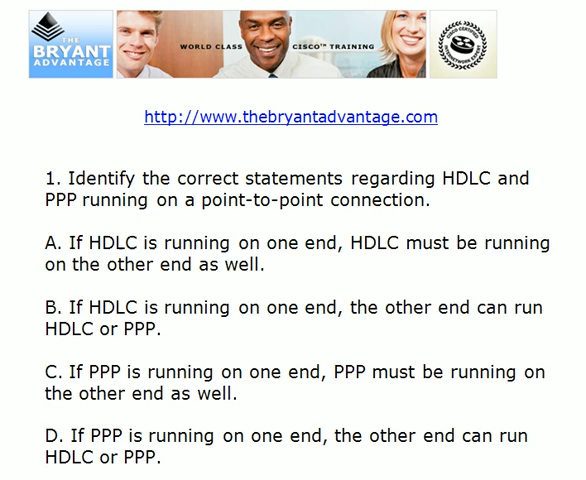 THE
BRYANT
ADVANTAGE
WORLD CLASS CISCO™ TRAINING
CISCO CERTIFIED
INTERNETWORK EXPERT
http://www.thebryantadvantage.com
1. Identify the correct statements regarding HDLC and
PPP running on a point-to-point connection.
A. If HDLC is running on one end, HDLC must be running
on the other end as well.
B. If HDLC is running on one end, the other end can run
HDLC or PPP.
C. If PPP is running on one end, PPP must be running on
the other end as well.
D. If PPP is running on one end, the other end can run
HDLC or PPP.